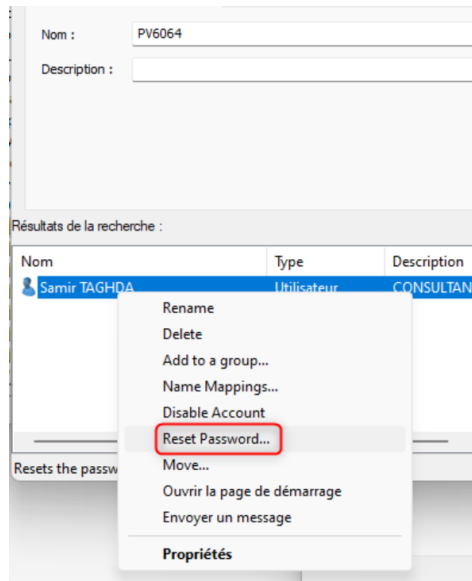 Nom :
PV6064
Description :
Résultats de la recherche :
Nom Type Description
Samir TAGHDA Utilisateur CONSULTAN
Rename
Delete
Add to a group...
Name Mappings...
Disable Account
Reset Password...
Resets the passw
Move...
Ouvrir la page de démarrage
Envoyer un message
Propriétés